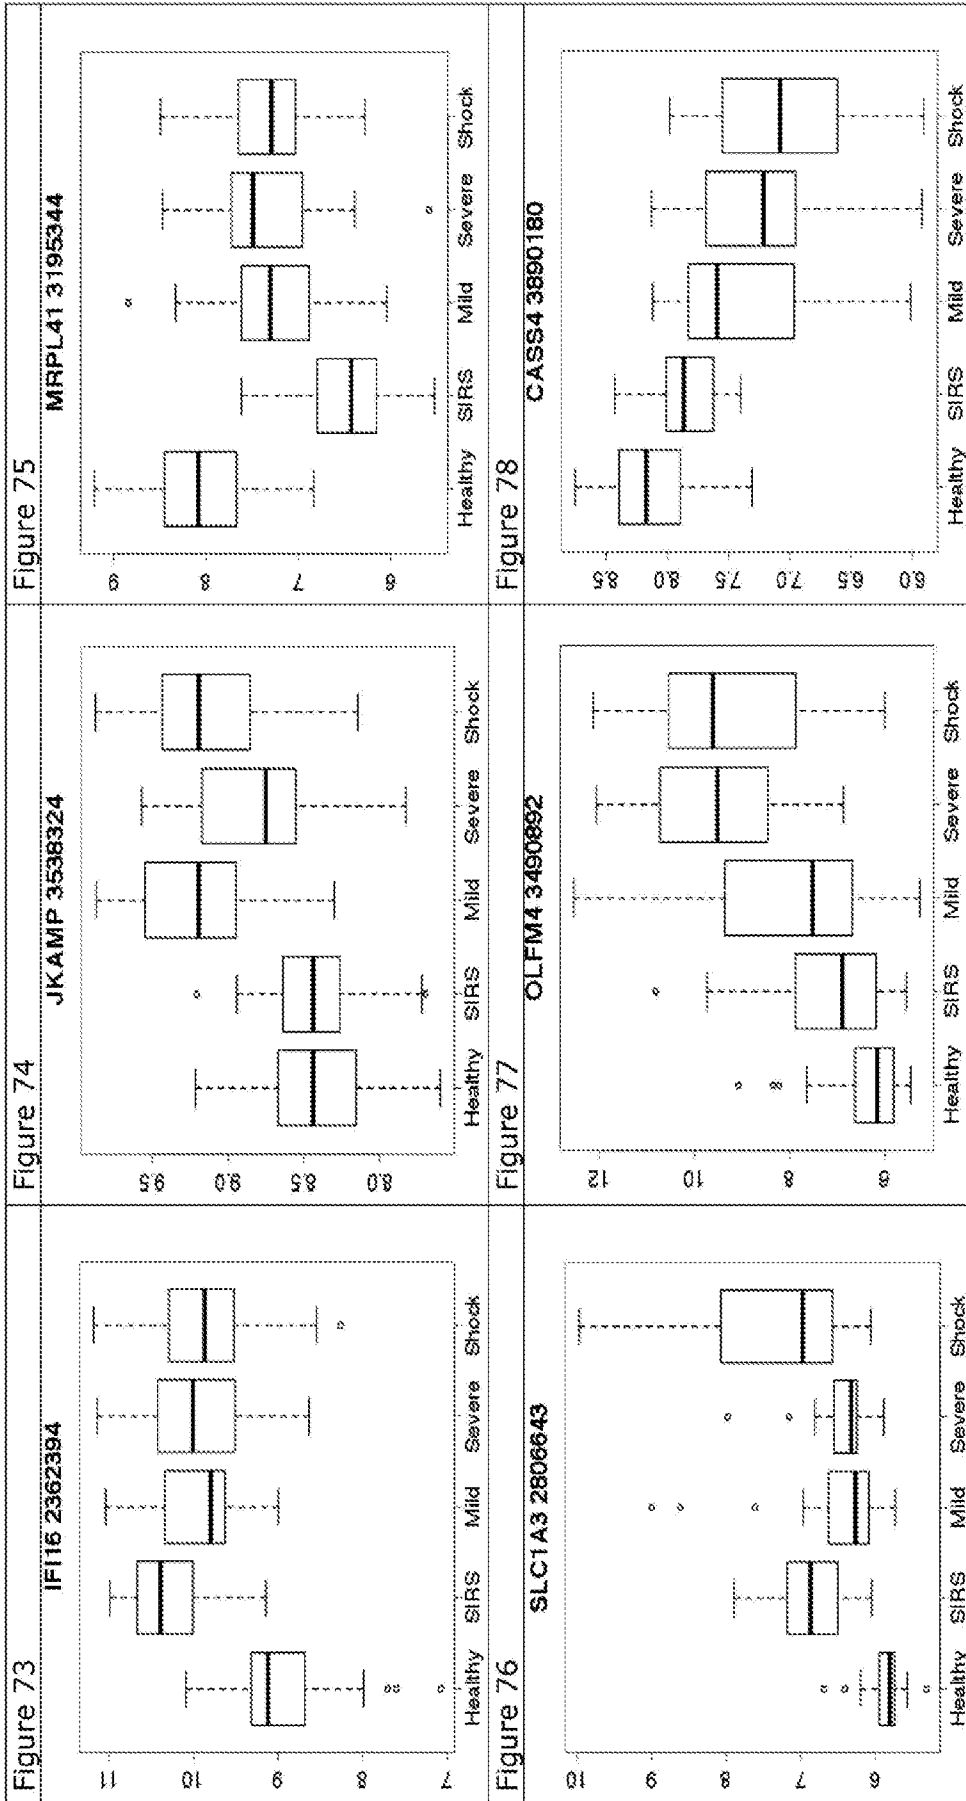 Figure 73
IFI16 2362394
11
10
9
8
7
Healthy SIRS Mild Severe Shock
Figure 74
JKAMP 3538324
9.5
9.0
8.5
8.0
Healthy SIRS Mild Severe Shock
Figure 75
MRPL41 3195344
9
8
7
6
Healthy SIRS Mild Severe Shock
Figure 76
SLC1A3 2806643
10
9
8
7
6
Healthy SIRS Mild Severe Shock
Figure 77
OLFM4 3490892
12
10
8
6
Healthy SIRS Mild Severe Shock
Figure 78
CASS4 3890180
8.5
8.0
7.5
7.0
6.5
6.0
Healthy SIRS Mild Severe Shock